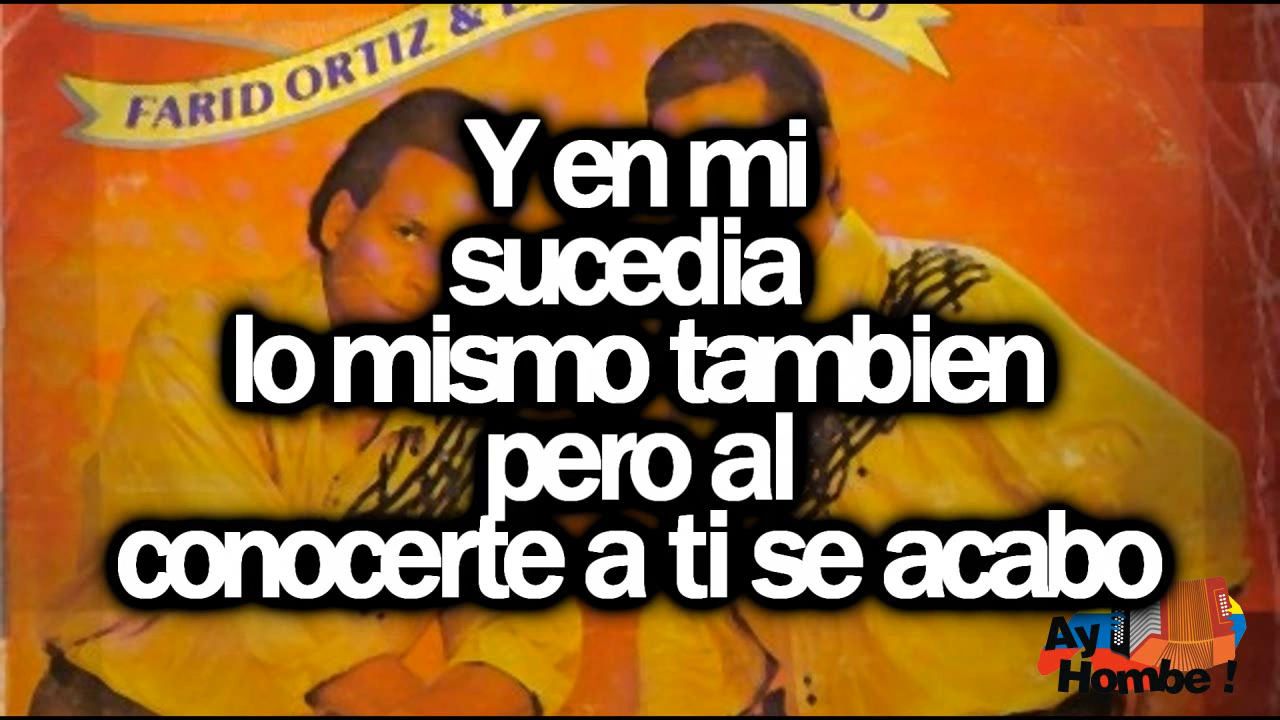 FARID ORTIZ &
Y en mi
sucedia
lo mismo tambien
pero al
conocerte a ti se acabo
Ay
Hombe !